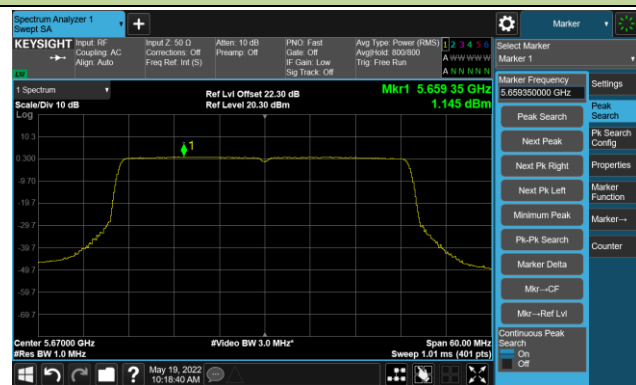 Spectrum Analyzer 1
Swept SA
+
Marker
KEYSIGHT
Input: RF
Coupling: AC
Align: Auto
Input Z: 50 Ω
Corrections: Off
Freq Ref: Int (S)
Atten: 10 dB
Preamp: Off
PNO: Fast
Gate: Off
IF Gain: Low
Sig Track: Off
Avg Type: Power (RMS)
Avg|Hold: 800/800
Trig: Free Run
1 2 3 4 5 6
A W W W W W
A N N N N N
Select Marker
Marker 1
1 Spectrum
Scale/Div 10 dB
Log
Ref Lvl Offset 22.30 dB
Ref Level 20.30 dBm
Mkr1 5.659 35 GHz
1.145 dBm
10.3
0.300
-9.70
-19.7
-29.7
-39.7
-49.7
-59.7
-69.7
1
Center 5.67000 GHz
#Res BW 1.0 MHz
#Video BW 3.0 MHz*
Span 60.00 MHz
Sweep 1.01 ms (401 pts)
Marker Frequency
5.659350000 GHz
Peak Search
Next Peak
Next Pk Right
Next Pk Left
Minimum Peak
Pk-Pk Search
Marker Delta
Mkr→CF
Mkr→Ref Lvl
Continuous Peak
Search
On
Off
Settings
Peak
Search
Pk Search
Config
Properties
Marker
Function
Marker→
Counter
?
May 19, 2022
10:18:40 AM